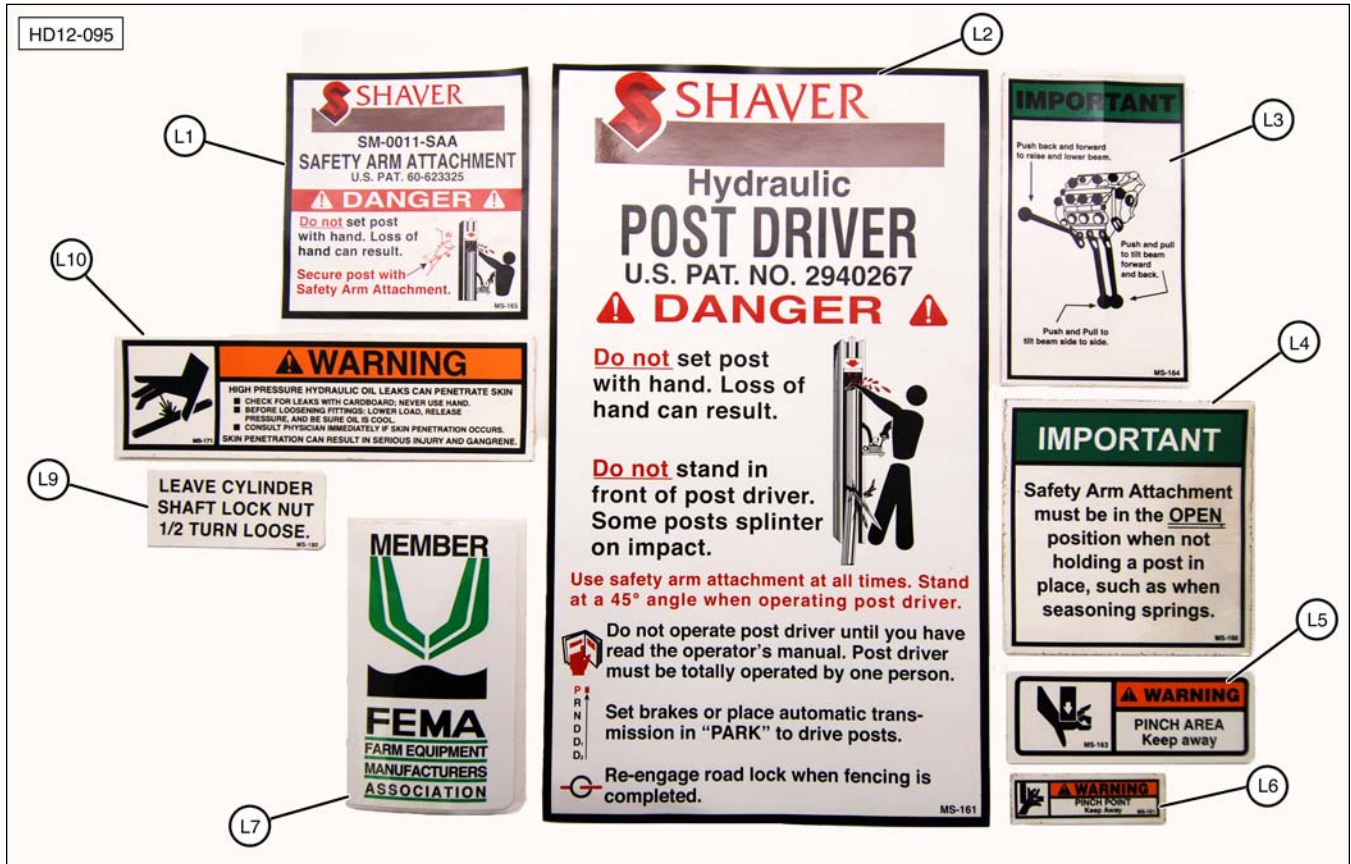 HD12-095
L1
SHAVER
SM-0011-SAA
SAFETY ARM ATTACHMENT
U.S. PAT. 60-623325
DANGER
Do not set post
with hand. Loss of
hand can result.
Secure post with
Safety Arm Attachment.
MS-165
L2
SHAVER
Hydraulic
POST DRIVER
U.S. PAT. NO. 2940267
DANGER
Do not set post
with hand. Loss of
hand can result.
Do not stand in
front of post driver.
Some posts splinter
on impact.
Use safety arm attachment at all times. Stand
at a 45° angle when operating post driver.
Do not operate post driver until you have
read the operator's manual. Post driver
must be totally operated by one person.
P
R
N
D
D₁
D₂
Set brakes or place automatic trans-
mission in "PARK" to drive posts.
Re-engage road lock when fencing is
completed.
MS-161
L3
IMPORTANT
Push back and forward
to raise and lower beam.
Push and pull
to tilt beam
forward
and back.
Push and Pull to
tilt beam side to side.
MS-164
L4
IMPORTANT
Safety Arm Attachment
must be in the OPEN
position when not
holding a post in
place, such as when
seasoning springs.
L5
WARNING
PINCH AREA
Keep away
MS-163
L6
WARNING
PINCH POINT
Keep Away
L10
WARNING
HIGH PRESSURE HYDRAULIC OIL LEAKS CAN PENETRATE SKIN
■ CHECK FOR LEAKS WITH CARDBOARD; NEVER USE HAND.
■ BEFORE LOOSENING FITTINGS: LOWER LOAD, RELEASE
PRESSURE, AND BE SURE OIL IS COOL.
■ CONSULT PHYSICIAN IMMEDIATELY IF SKIN PENETRATION OCCURS.
SKIN PENETRATION CAN RESULT IN SERIOUS INJURY AND GANGRENE.
MS-171
L9
LEAVE CYLINDER
SHAFT LOCK NUT
1/2 TURN LOOSE.
L7
MEMBER
FEMA
FARM EQUIPMENT
MANUFACTURERS
ASSOCIATION